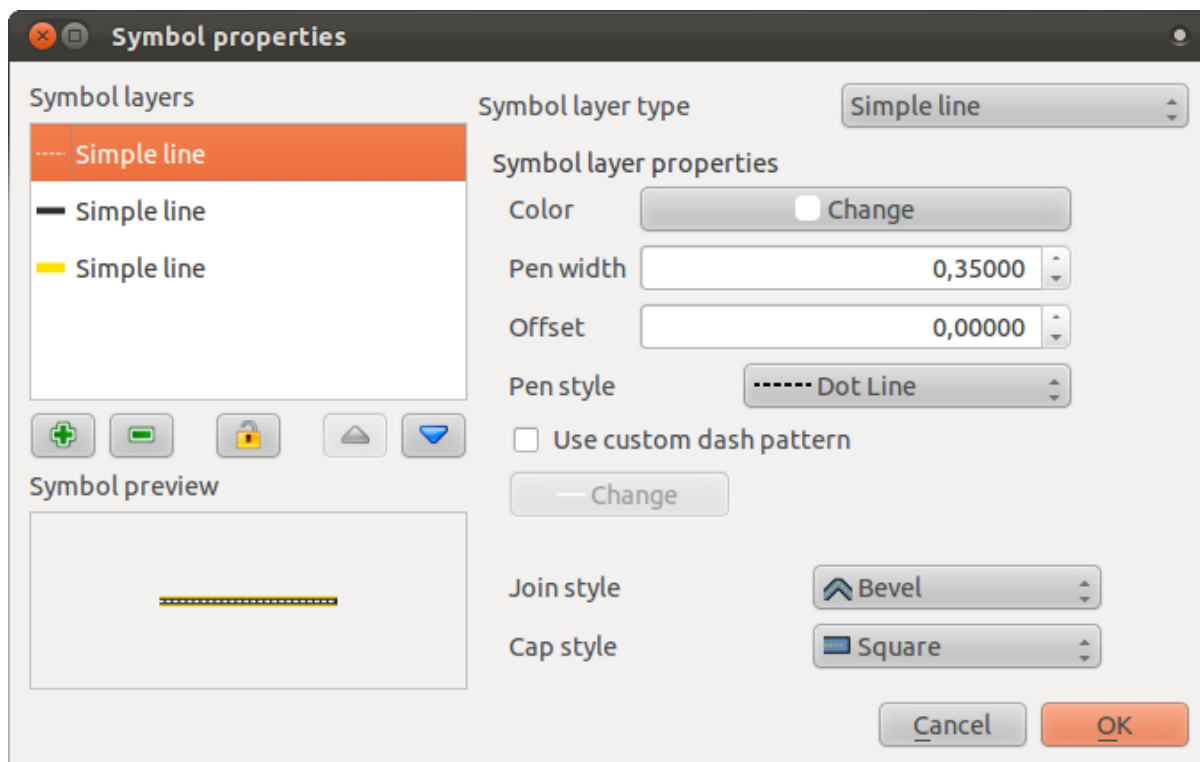 Symbol properties
Symbol layers
Simple line
Simple line
Simple line
Symbol preview
Symbol layer type
Simple line
Symbol layer properties
Color
Change
Pen width
0,35000
Offset
0,00000
Pen style
Dot Line
Use custom dash pattern
Change
Join style
Bevel
Cap style
Square
Cancel
OK